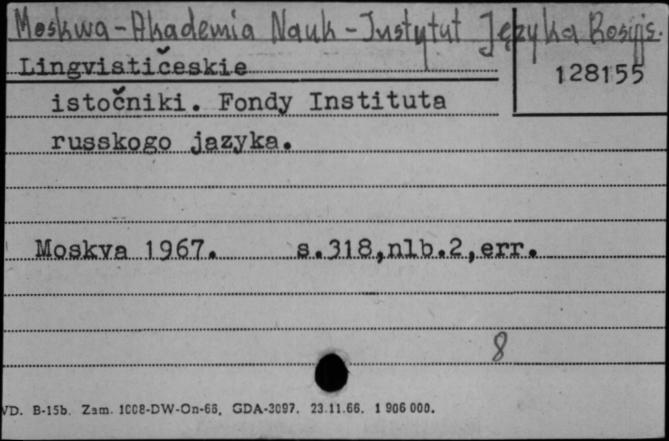 Moskwa - Akademia Nauk - Instytut Języka Rosyjs.
Lingvističeskie
128155
istočniki. Fondy Instituta
russkogo jazyka.
Moskva 1967. s.318,nlb.2,err.
8
VD. B-15b. Zam. 1008-DW-On-66. GDA-3097. 23.11.66. 1 906 000.